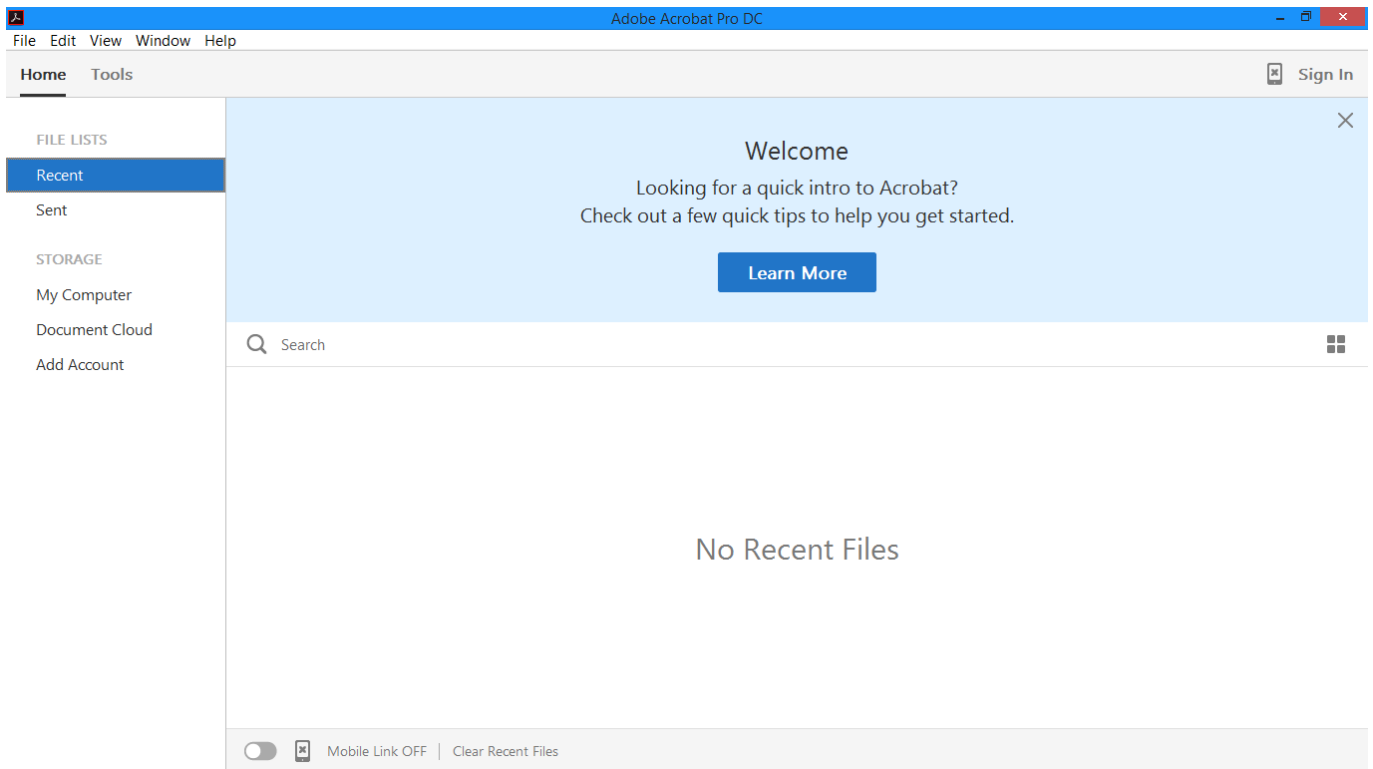 Adobe Acrobat Pro DC
File Edit View Window Help
Home Tools Sign In
FILE LISTS
Recent
Sent
STORAGE
My Computer
Document Cloud
Add Account
Welcome
Looking for a quick intro to Acrobat?
Check out a few quick tips to help you get started.
Learn More
Search
No Recent Files
Mobile Link OFF | Clear Recent Files